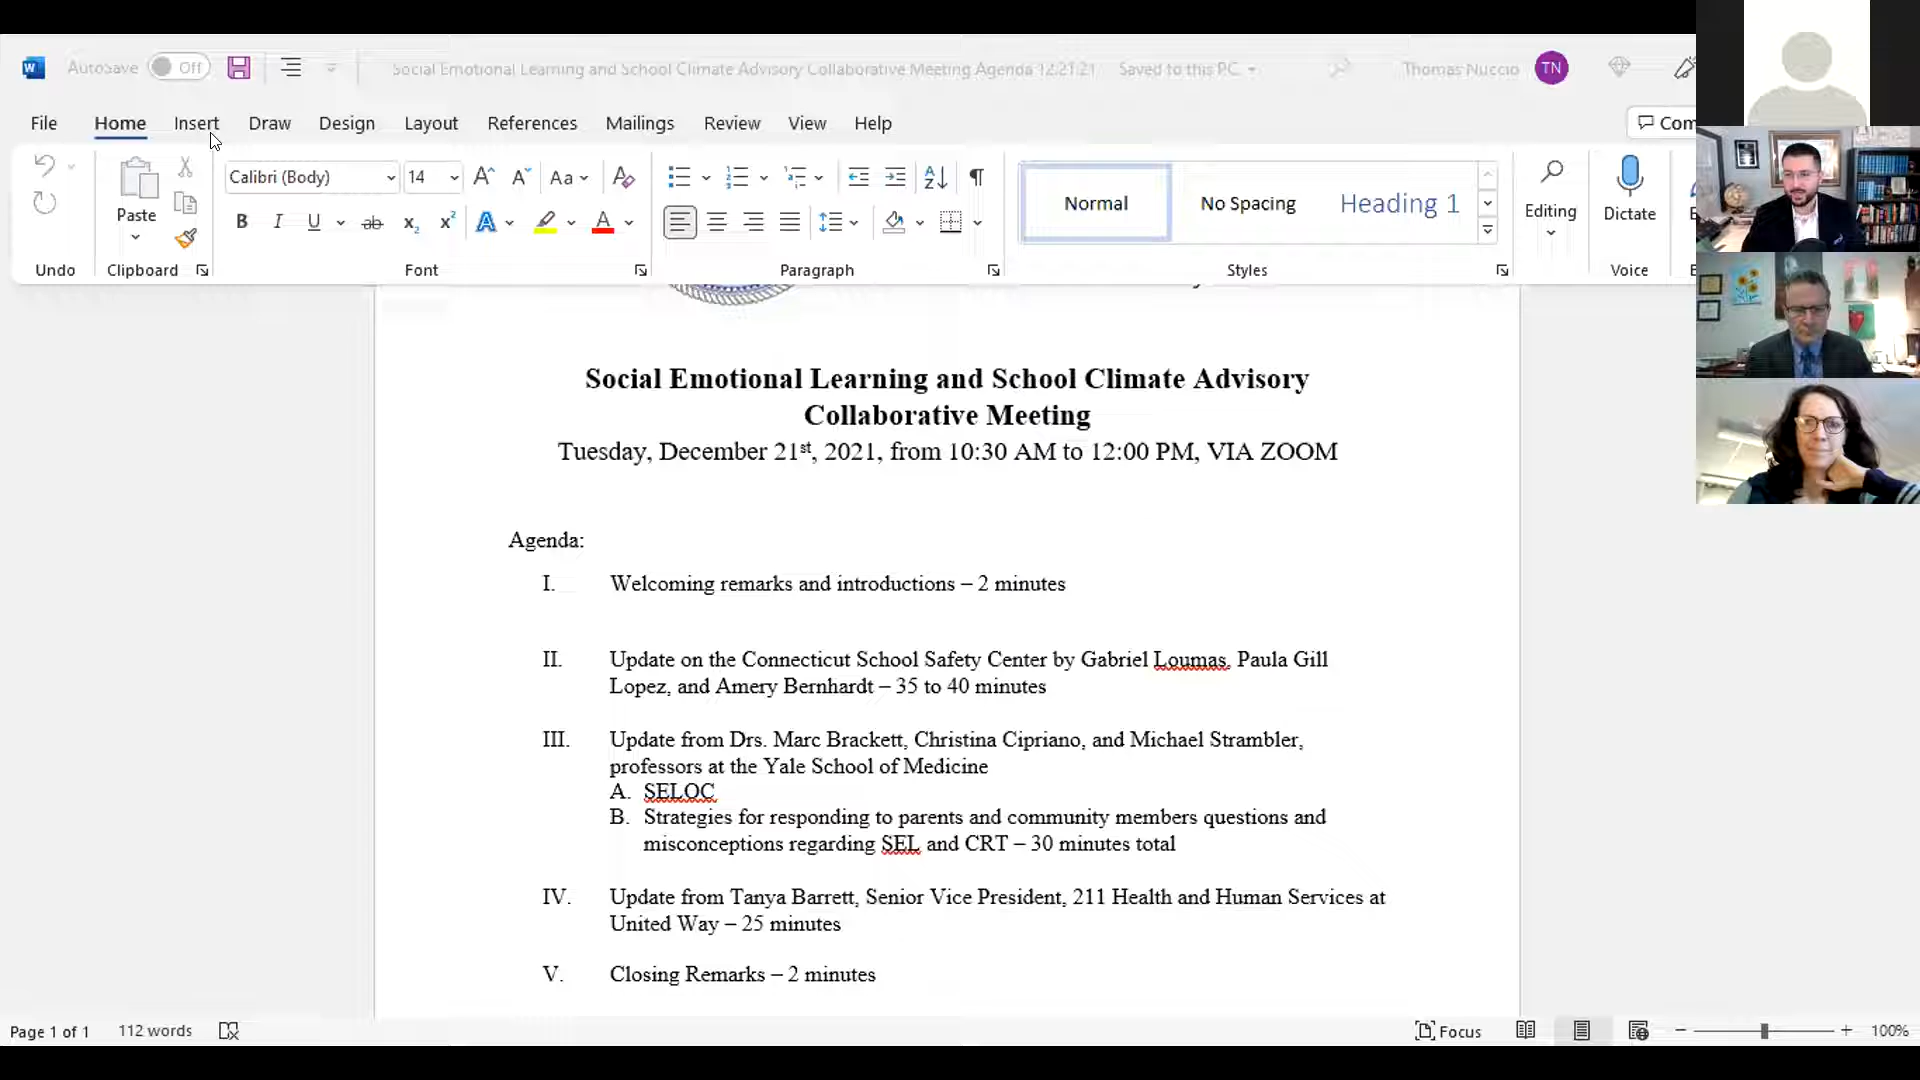 AutoSave Off Social Emotional Learning and School Climate Advisory Collaborative Meeting Agenda 12.21.21 Saved to this PC Thomas Nuccio TN
File Home Insert Draw Design Layout References Mailings Review View Help Com
Paste Calibri (Body) 14 Aa Normal No Spacing Heading 1 Editing Dictate
B I U ab x2 x2 A A
Undo Clipboard Font Paragraph Styles Voice
Social Emotional Learning and School Climate Advisory
Collaborative Meeting
Tuesday, December 21st, 2021, from 10:30 AM to 12:00 PM, VIA ZOOM
Agenda:
I. Welcoming remarks and introductions – 2 minutes
II. Update on the Connecticut School Safety Center by Gabriel Loumas, Paula Gill
Lopez, and Amery Bernhardt – 35 to 40 minutes
III. Update from Drs. Marc Brackett, Christina Cipriano, and Michael Strambler,
professors at the Yale School of Medicine
A. SELOC
B. Strategies for responding to parents and community members questions and
misconceptions regarding SEL and CRT – 30 minutes total
IV. Update from Tanya Barrett, Senior Vice President, 211 Health and Human Services at
United Way – 25 minutes
V. Closing Remarks – 2 minutes
Page 1 of 1 112 words Focus 100%